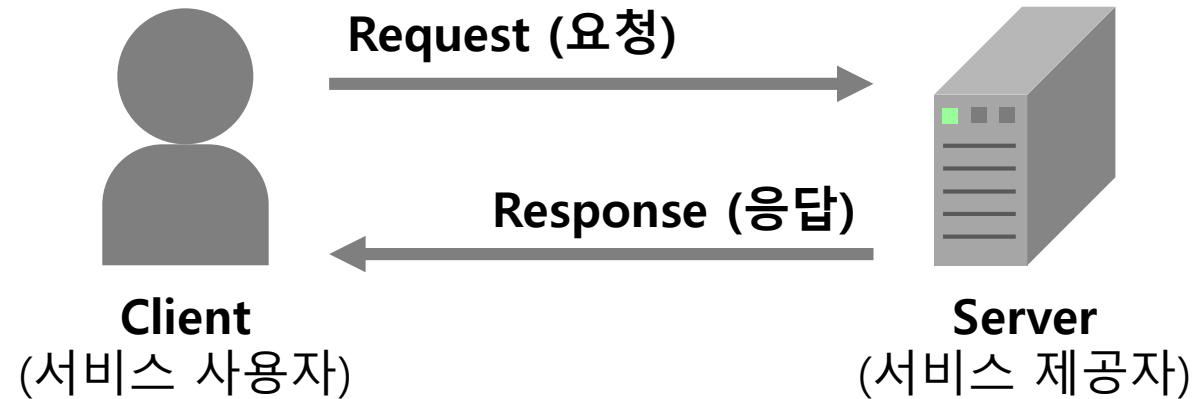 Request (요청)
Response (응답)
Client
(서비스 사용자)
Server
(서비스 제공자)